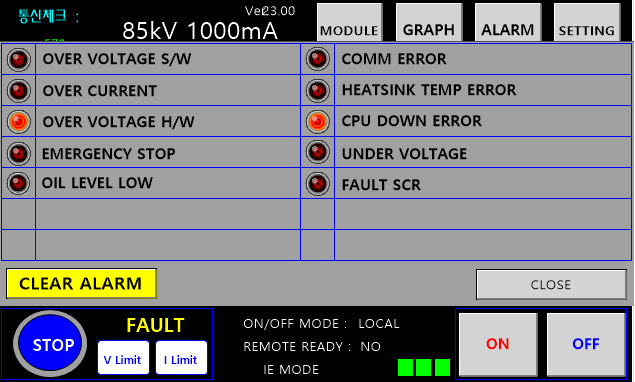 통신체크 :
Ver23.00
85kV 1000mA
MODULE
GRAPH
ALARM
SETTING
OVER VOLTAGE S/W
COMM ERROR
OVER CURRENT
HEATSINK TEMP ERROR
OVER VOLTAGE H/W
CPU DOWN ERROR
EMERGENCY STOP
UNDER VOLTAGE
OIL LEVEL LOW
FAULT SCR
CLEAR ALARM
CLOSE
STOP
FAULT
V Limit
I Limit
ON/OFF MODE : LOCAL
REMOTE READY : NO
IE MODE
ON
OFF